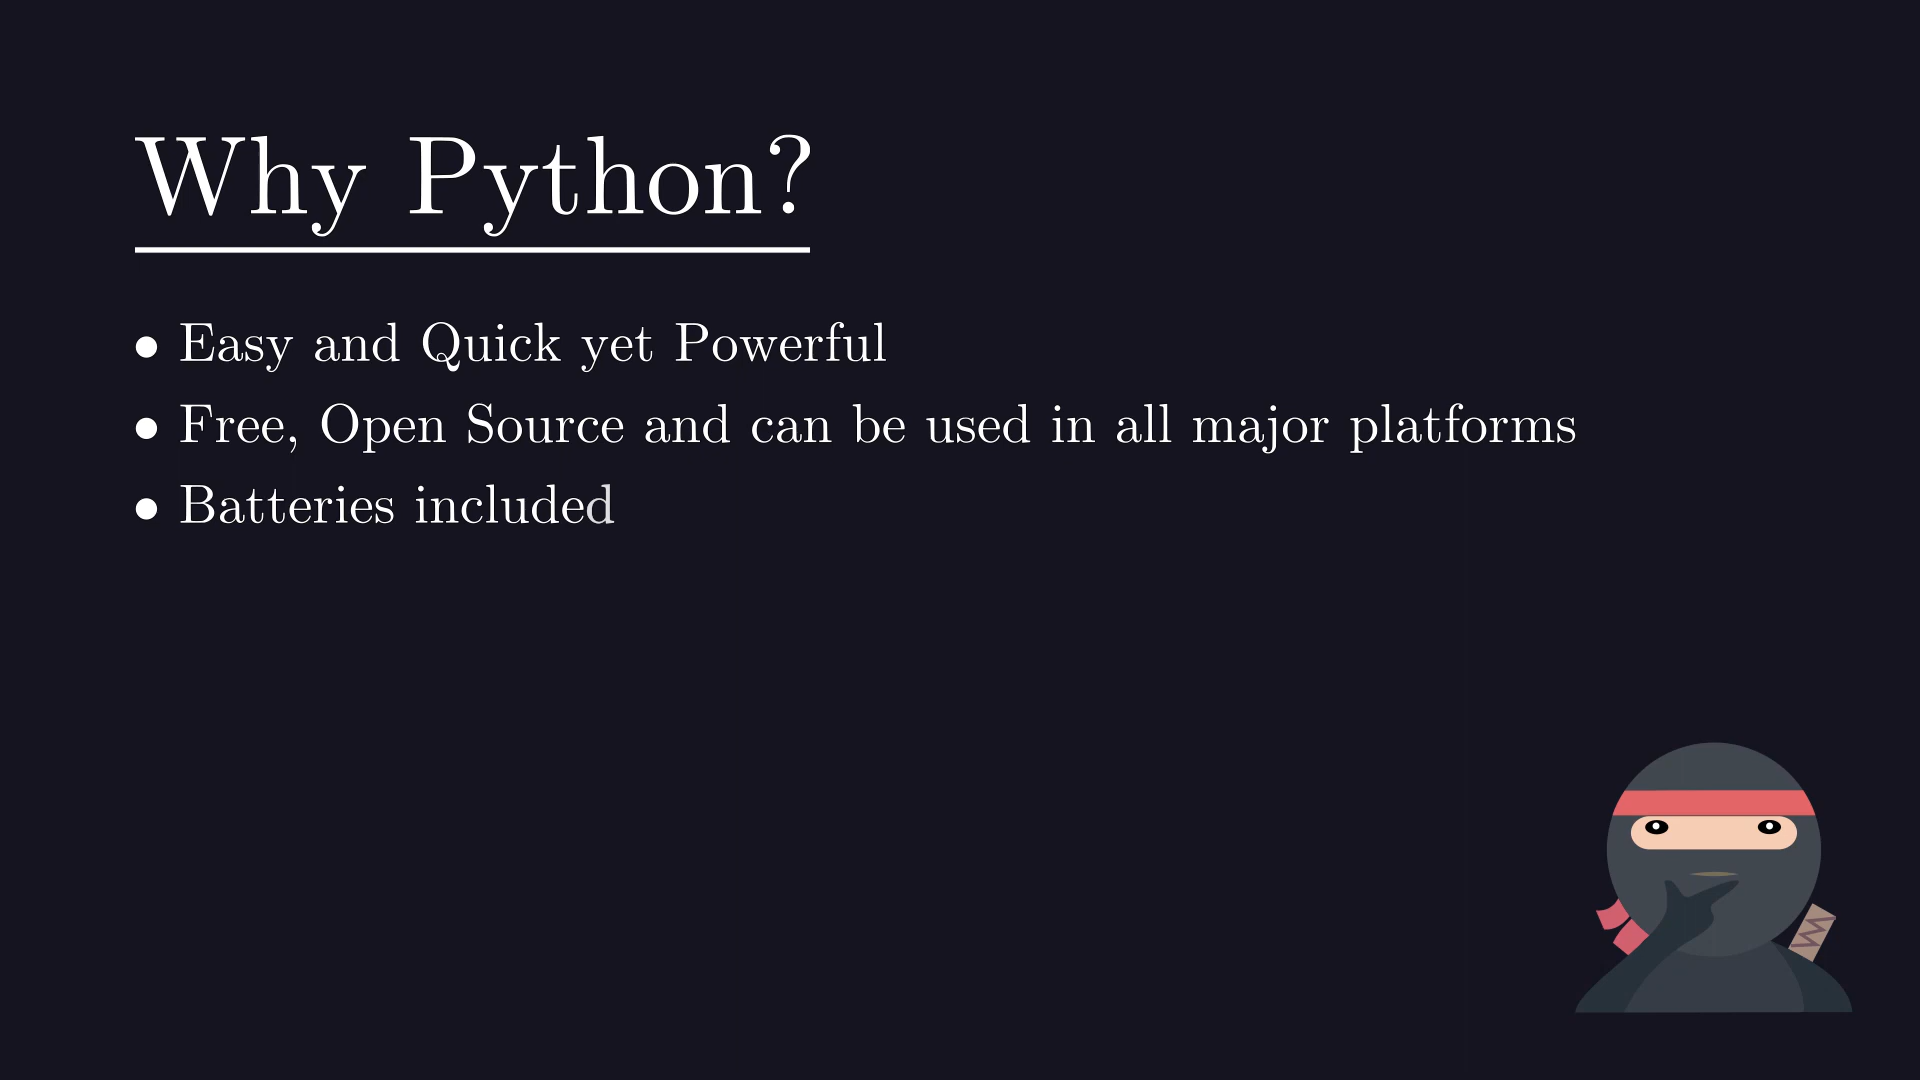 Why Python?
• Easy and Quick yet Powerful
• Free, Open Source and can be used in all major platforms
• Batteries included